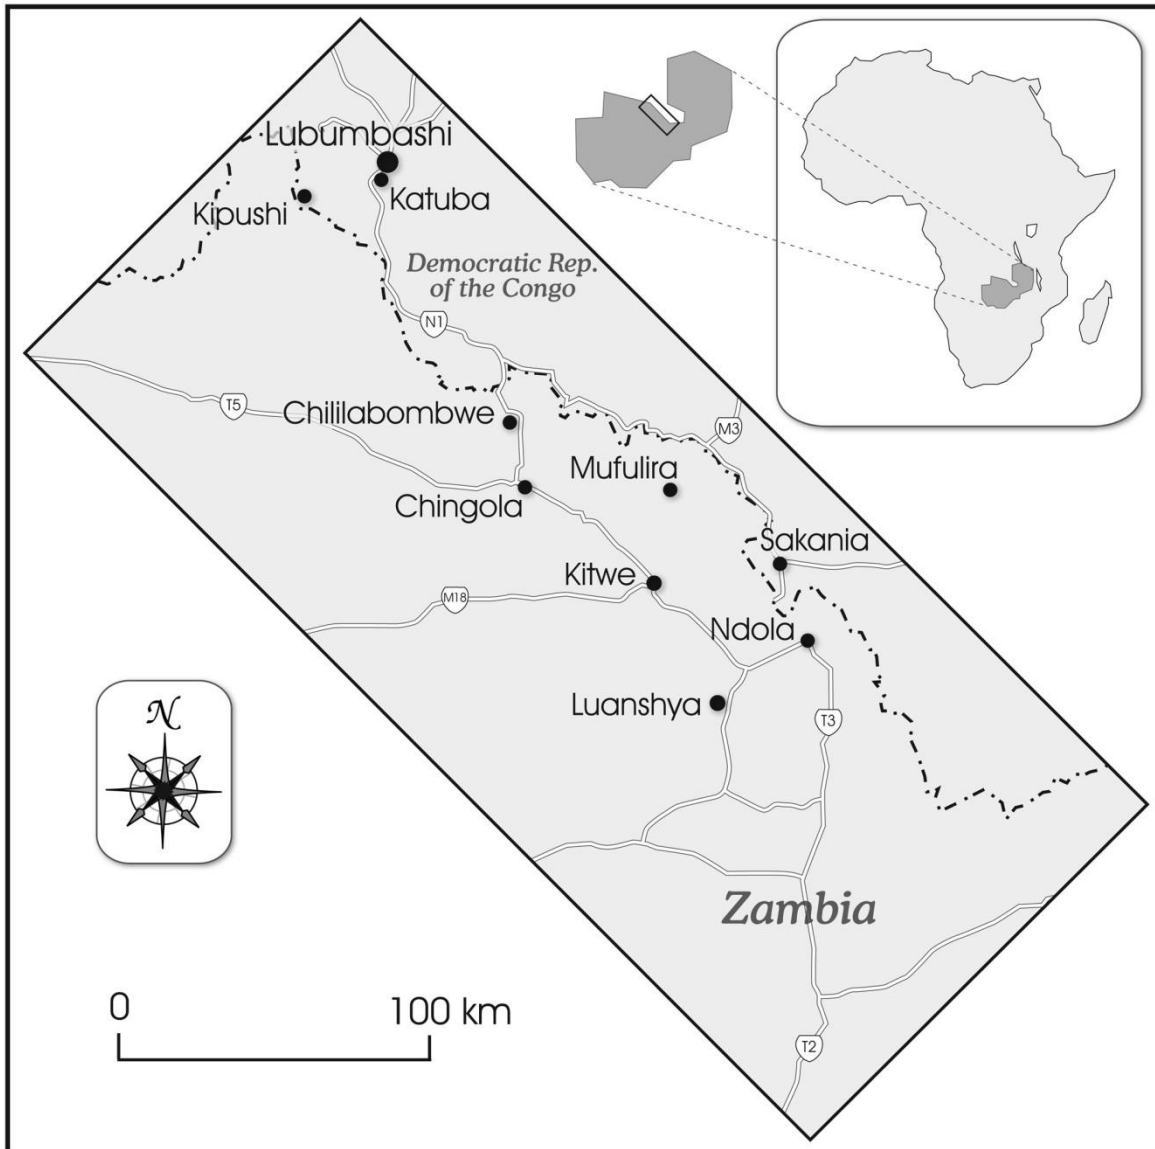 Lubumbashi
Katuba
Kipushi
Democratic Rep.
of the Congo
N1
T5
Chililabombwe
M3
Mufulira
Chingola
Sakania
Kitwe
M18
Ndola
Luanshya
N
T3
Zambia
0 100 km
T2